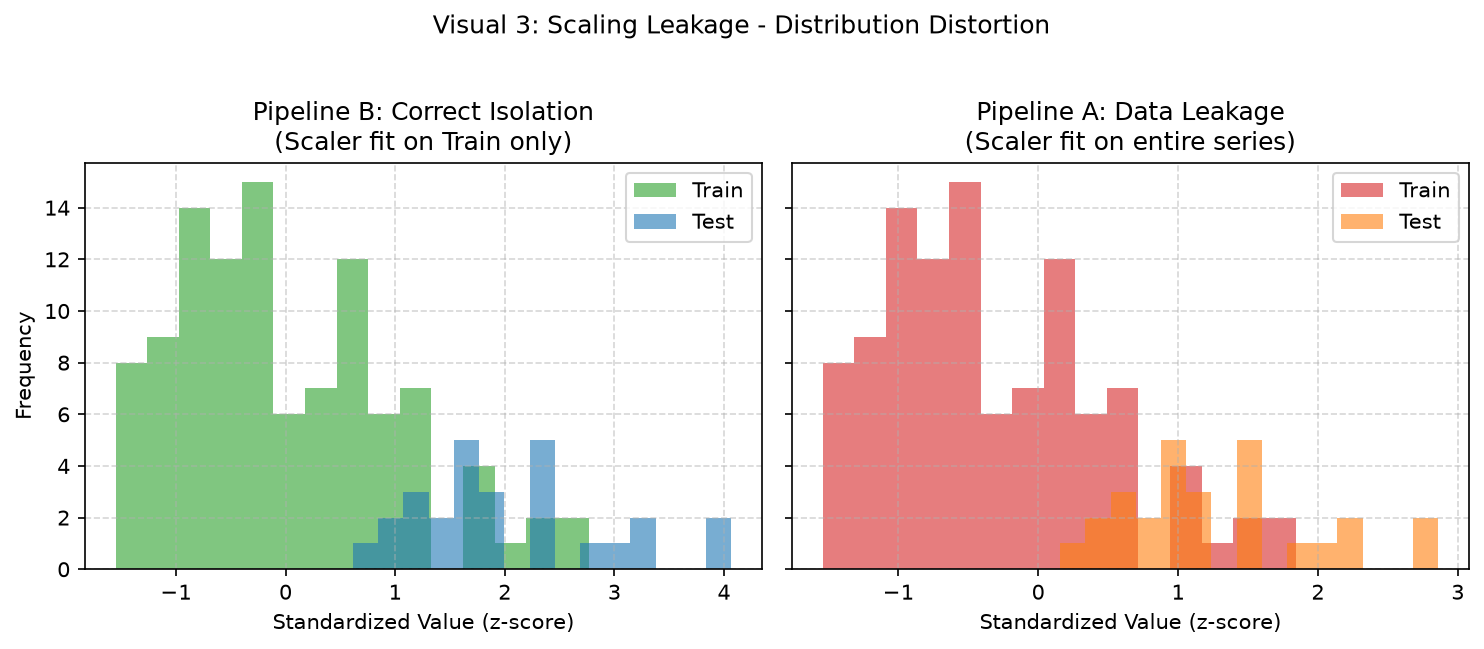 Visual 3: Scaling Leakage - Distribution Distortion
Pipeline B: Correct Isolation
(Scaler fit on Train only)
Train
Test
14
12
10
8
6
4
2
0
Frequency
−1
0
1
2
3
4
Standardized Value (z-score)
Pipeline A: Data Leakage
(Scaler fit on entire series)
Train
Test
−1
0
1
2
3
Standardized Value (z-score)